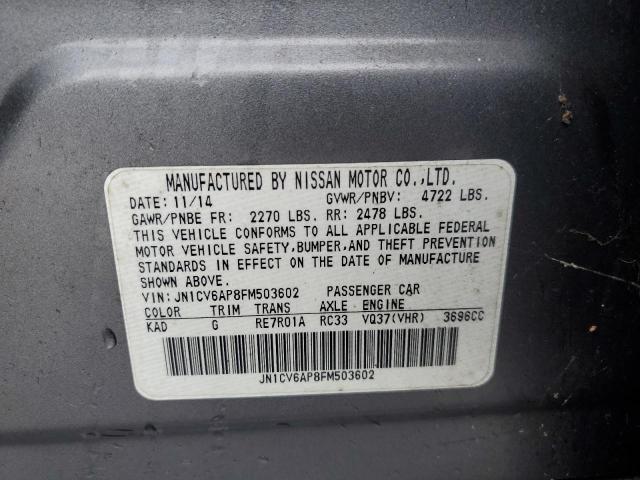 MANUFACTURED BY NISSAN MOTOR CO.,LTD.
DATE: 11/14 GVWR/PNBV: 4722 LBS.
GAWR/PNBE FR: 2270 LBS. RR: 2478 LBS.
THIS VEHICLE CONFORMS TO ALL APPLICABLE FEDERAL
MOTOR VEHICLE SAFETY,BUMPER,AND THEFT PREVENTION
STANDARDS IN EFFECT ON THE DATE OF MANUFACTURE
SHOWN ABOVE.
VIN: JN1CV6AP8FM503602 PASSENGER CAR
COLOR TRIM TRANS AXLE ENGINE
KAD G RE7R01A RC33 VQ37(VHR) 3696CC
JN1CV6AP8FM503602